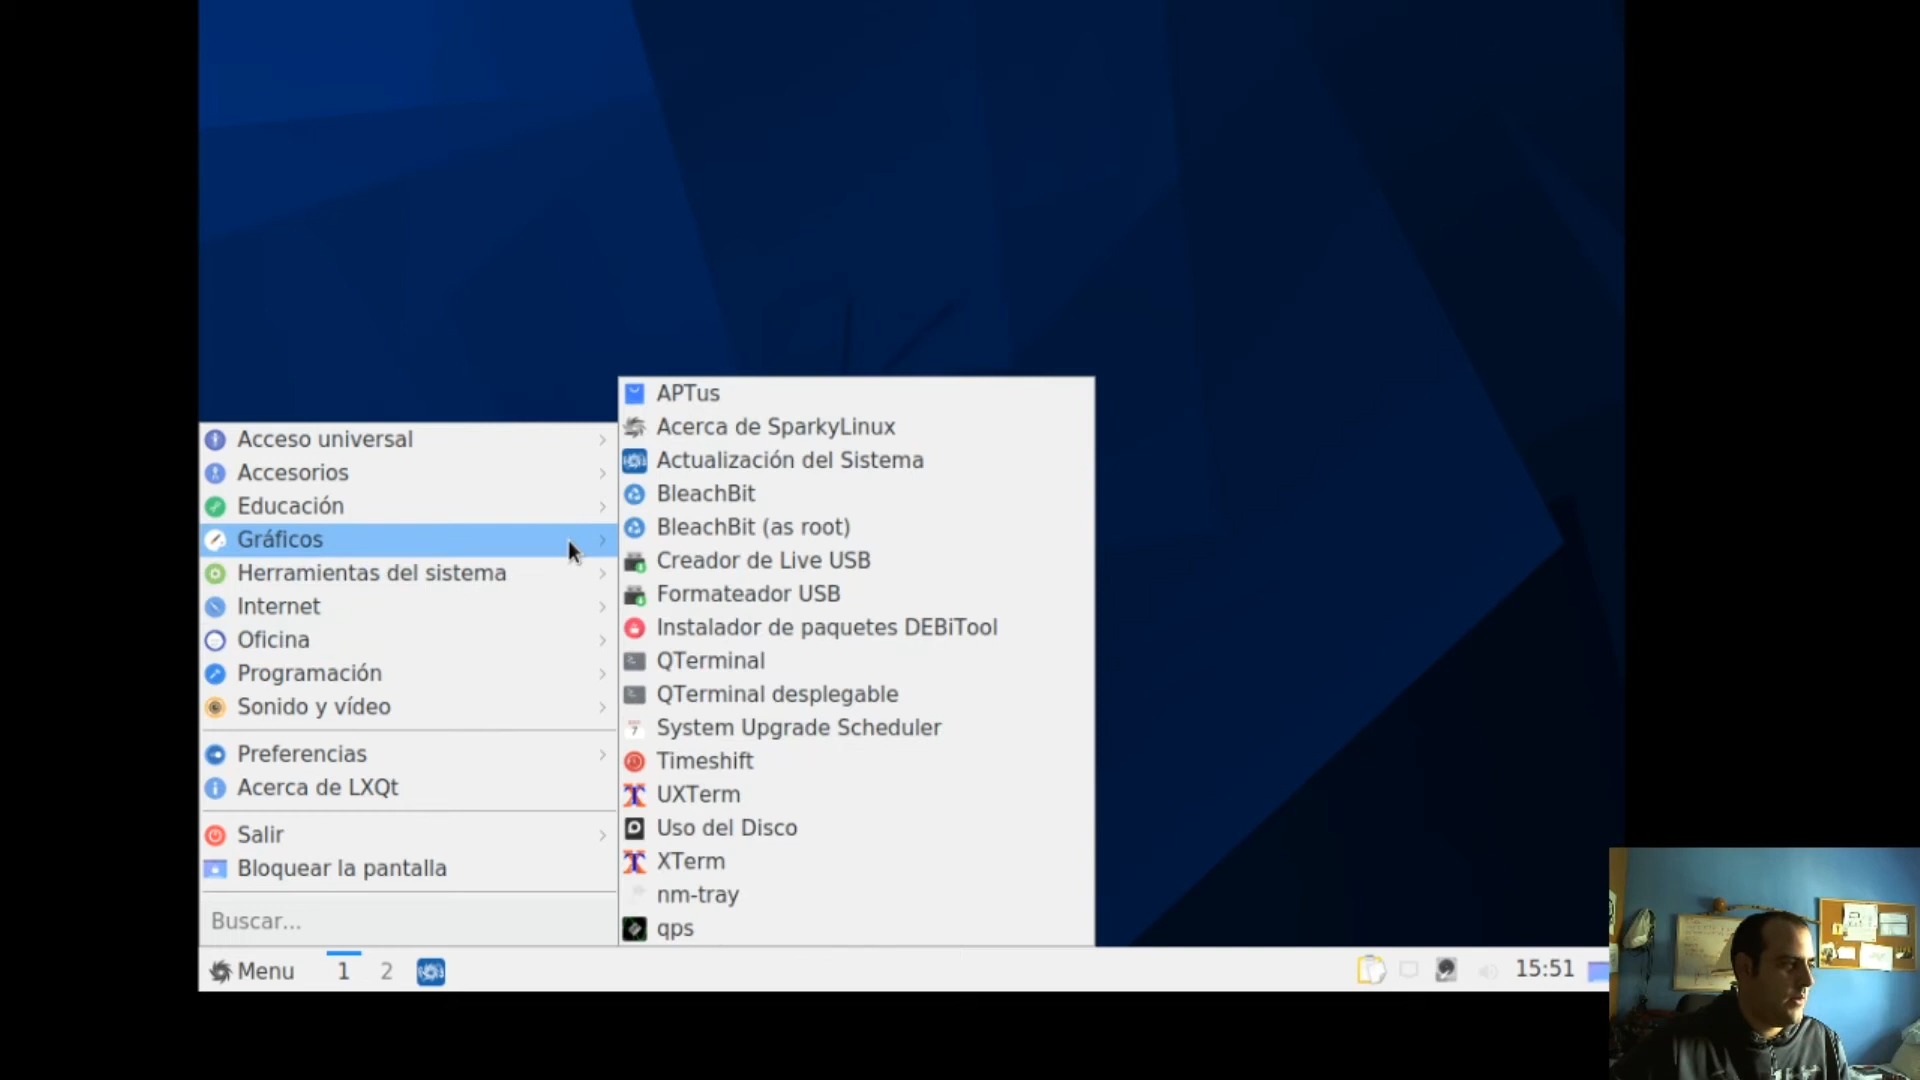 APTus
Acerca de SparkyLinux
Actualización del Sistema
BleachBit
BleachBit (as root)
Creador de Live USB
Formateador USB
Instalador de paquetes DEBiTool
QTerminal
QTerminal desplegable
System Upgrade Scheduler
Timeshift
UXTerm
Uso del Disco
XTerm
nm-tray
qps
Acceso universal
Accesorios
Educación
Gráficos
Herramientas del sistema
Internet
Oficina
Programación
Sonido y vídeo
Preferencias
Acerca de LXQt
Salir
Bloquear la pantalla
Buscar...
Menu 1 2 15:51